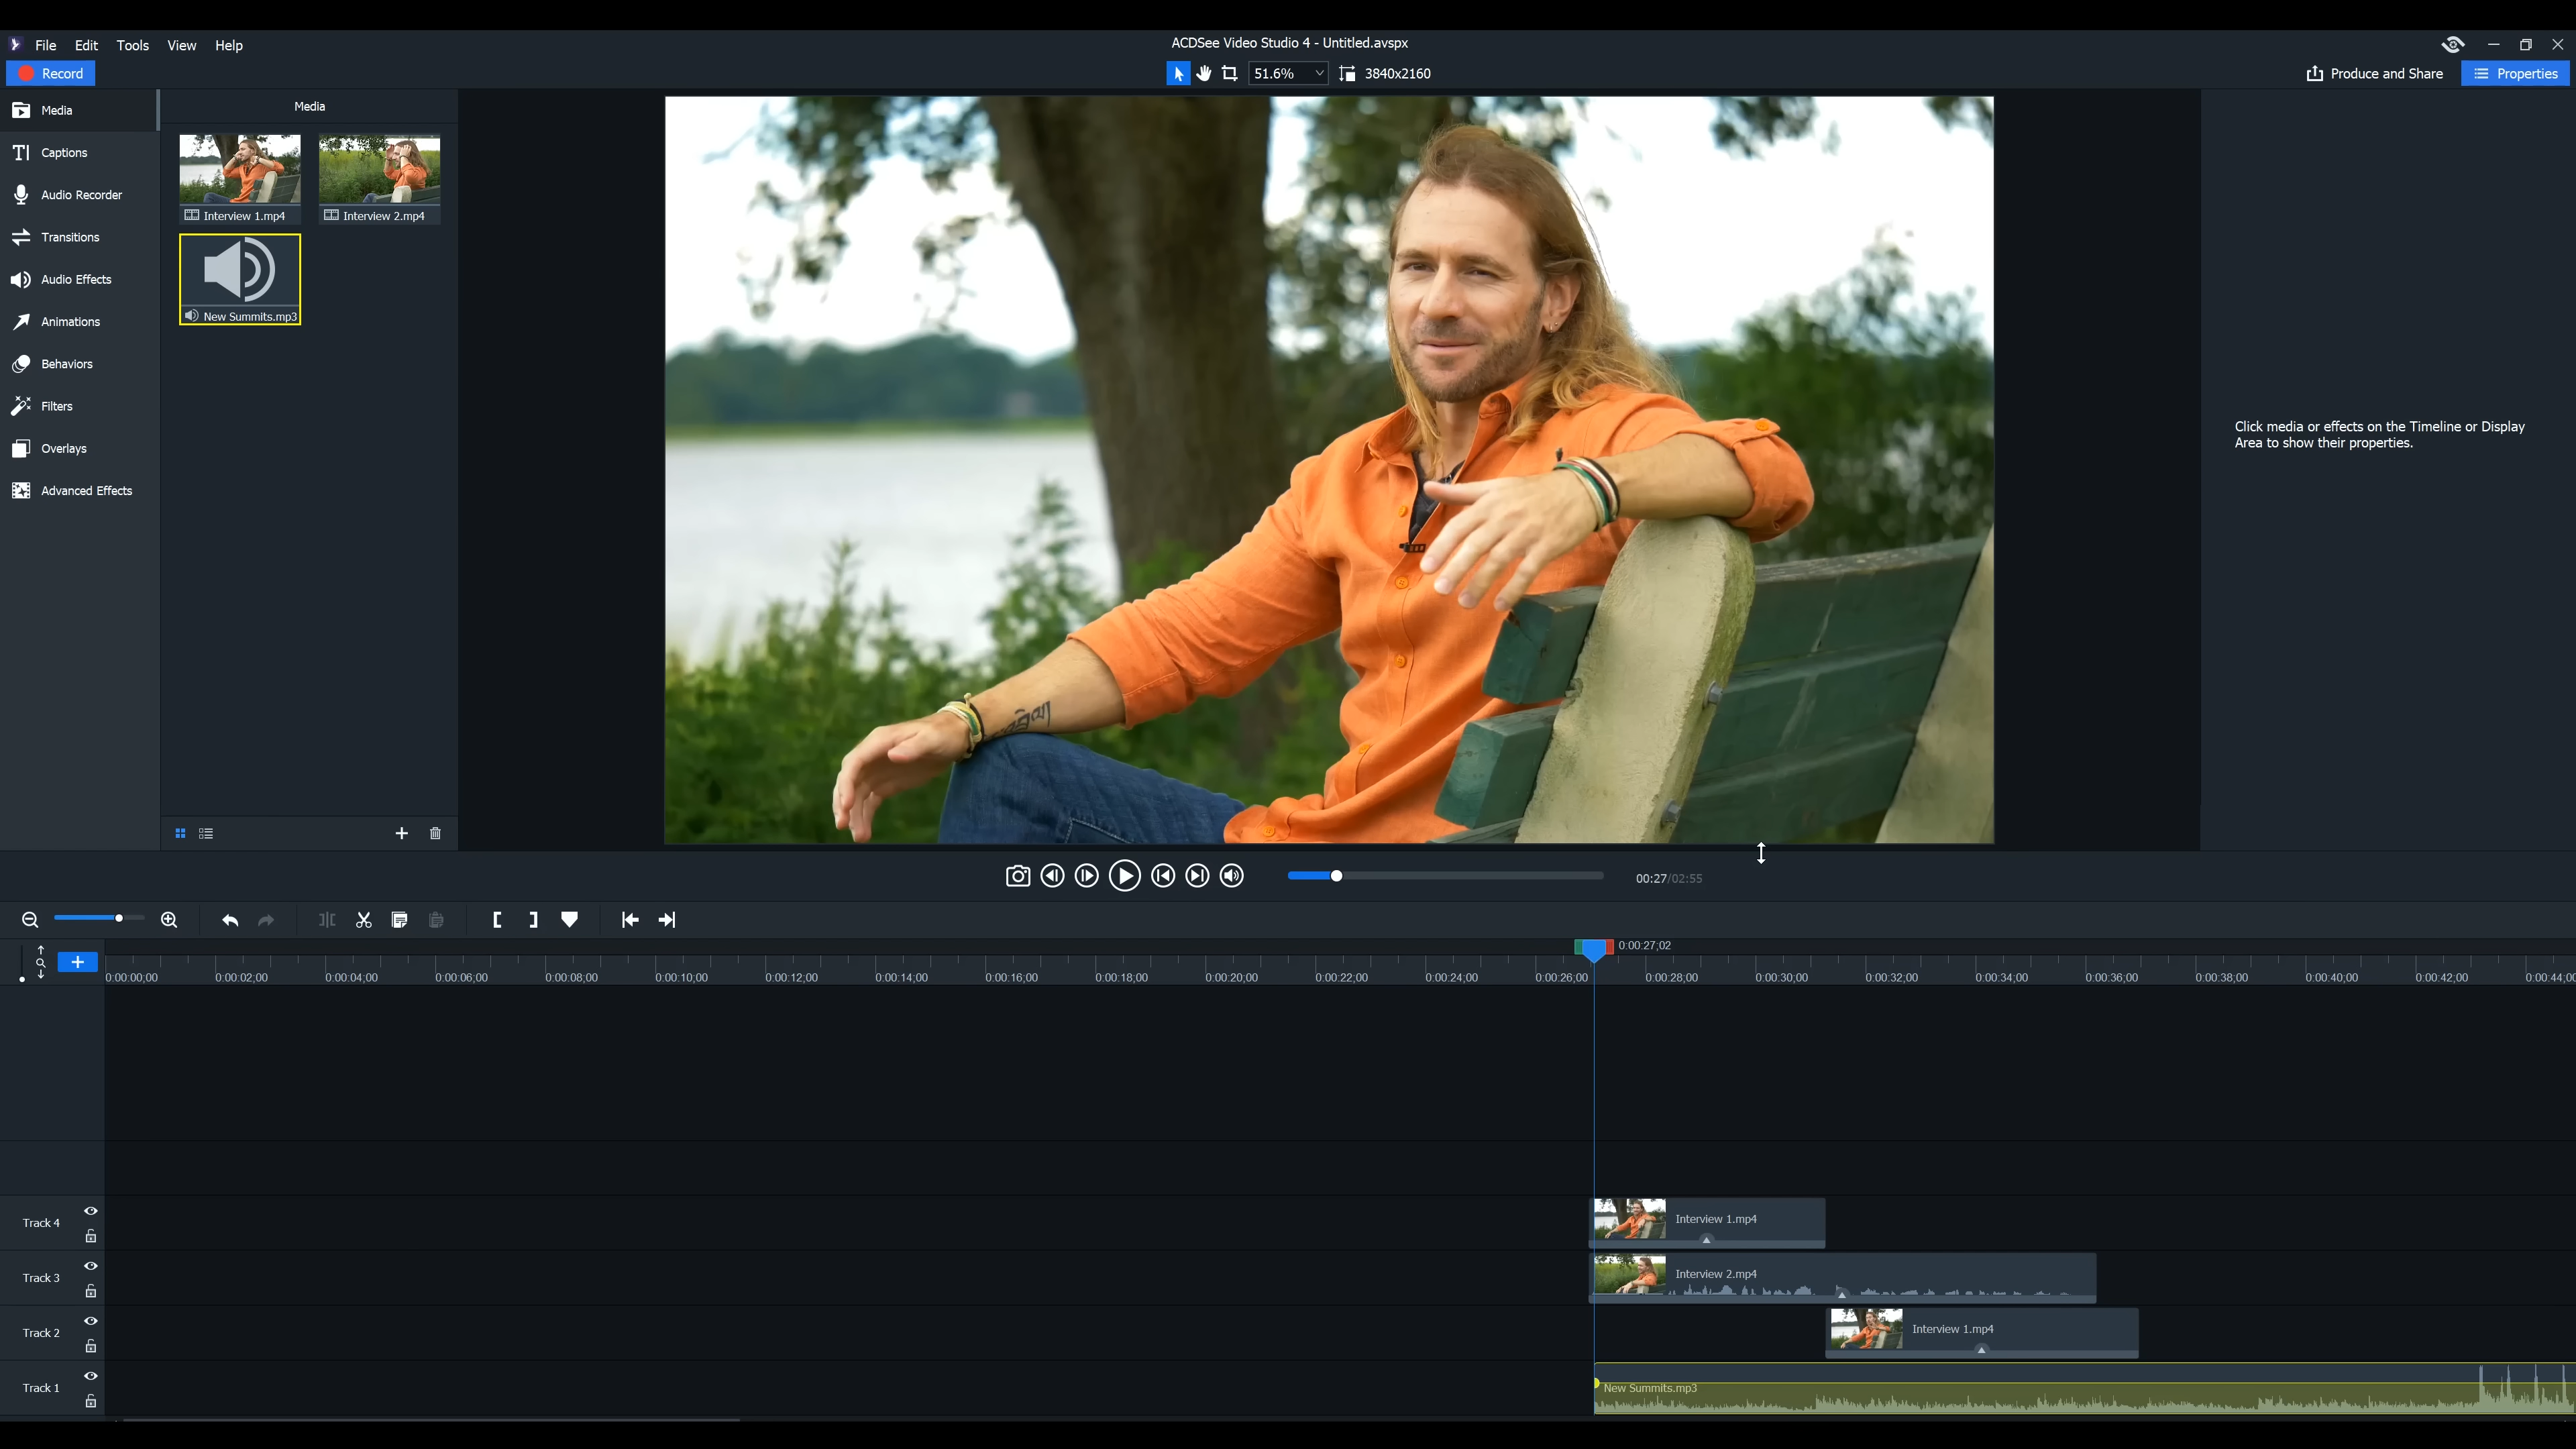 File Edit Tools View Help
ACDSee Video Studio 4 - Untitled.avspx
Record
51.6%
3840x2160
Produce and Share
Properties
Media
Captions
Audio Recorder
Transitions
Audio Effects
Animations
Behaviors
Filters
Overlays
Advanced Effects
Media
Interview 1.mp4
Interview 2.mp4
New Summits.mp3
Click media or effects on the Timeline or Display
Area to show their properties.
00:27/02:55
0:00:27;02
0:00:00;00 0:00:02;00 0:00:04;00 0:00:06;00 0:00:08;00 0:00:10;00 0:00:12;00 0:00:14;00 0:00:16;00 0:00:18;00 0:00:20;00 0:00:22;00 0:00:24;00 0:00:26;00 0:00:28;00 0:00:30;00 0:00:32;00 0:00:34;00 0:00:36;00 0:00:38;00 0:00:40;00 0:00:42;00
Track 4
Interview 1.mp4
Track 3
Interview 2.mp4
Track 2
Interview 1.mp4
Track 1
New Summits.mp3